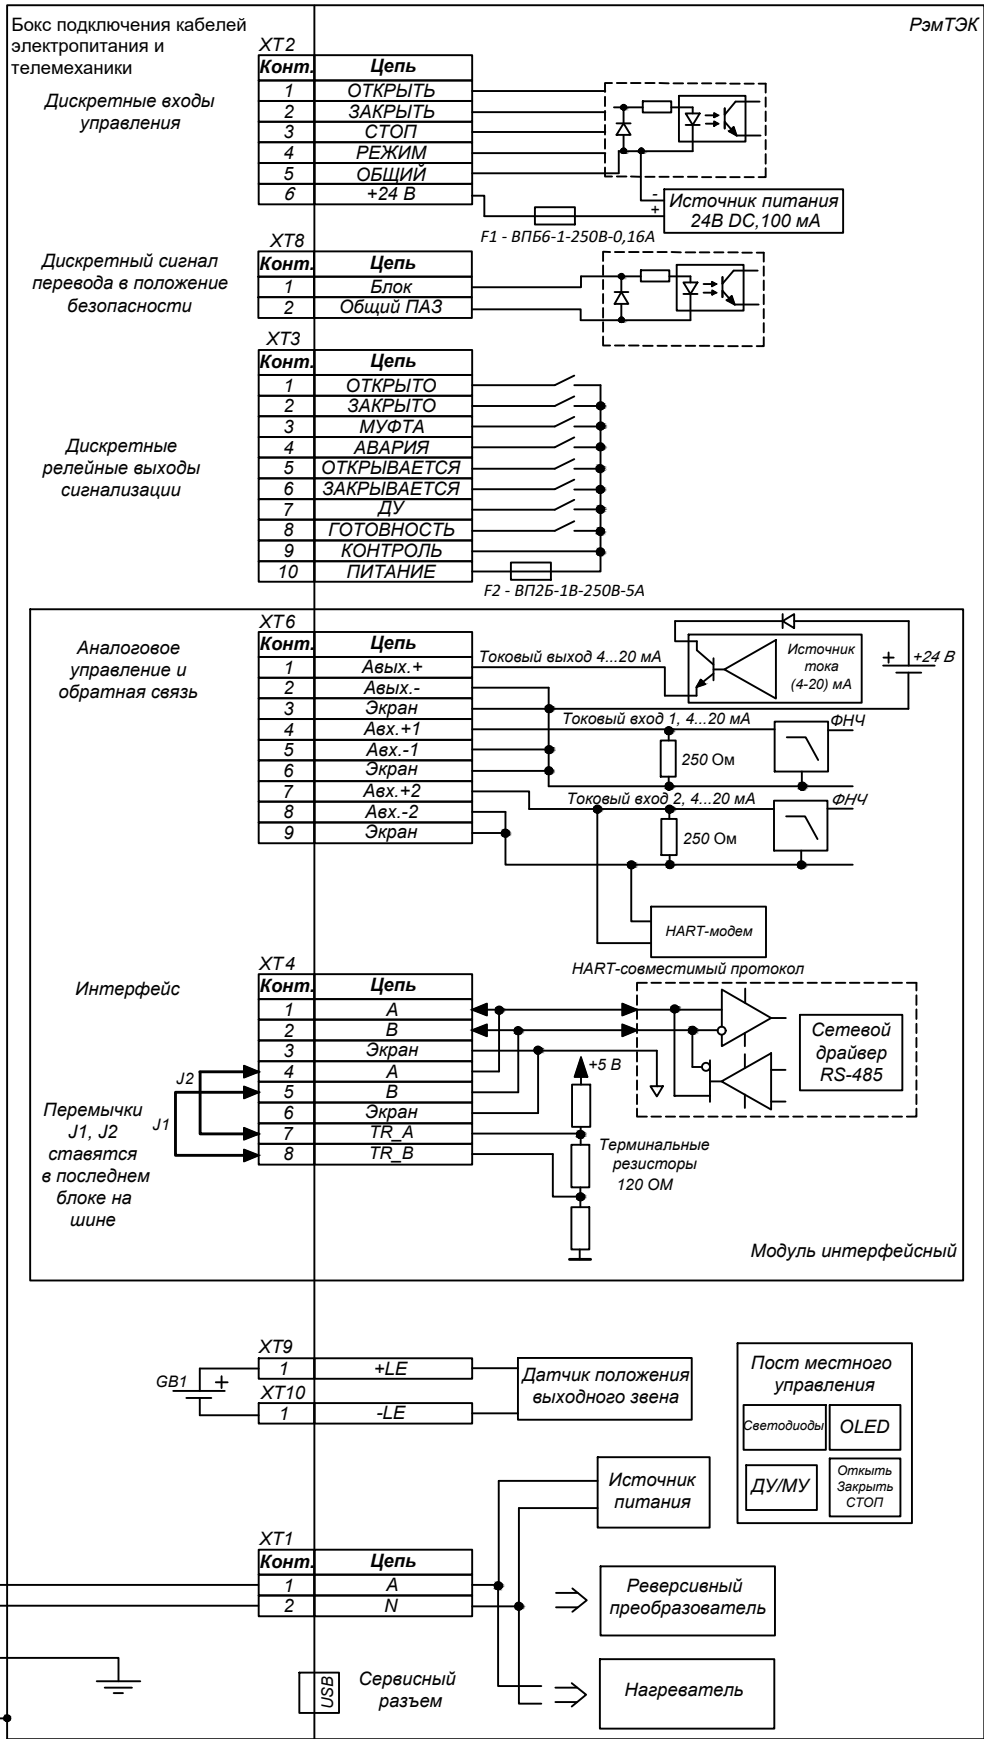 Бокс подключения кабелей
электропитания и
телемеханики
РэмТЭК
Дискретные входы
управления
XT2
Конт. Цепь
1 ОТКРЫТЬ
2 ЗАКРЫТЬ
3 СТОП
4 РЕЖИМ
5 ОБЩИЙ
6 +24 В
-
+
Источник питания
24В DC,100 мА
F1 - ВПБ6-1-250В-0,16А
Дискретный сигнал
перевода в положение
безопасности
XT8
Конт. Цепь
1 Блок
2 Общий ПАЗ
Дискретные
релейные выходы
сигнализации
XT3
Конт. Цепь
1 ОТКРЫТО
2 ЗАКРЫТО
3 МУФТА
4 АВАРИЯ
5 ОТКРЫВАЕТСЯ
6 ЗАКРЫВАЕТСЯ
7 ДУ
8 ГОТОВНОСТЬ
9 КОНТРОЛЬ
10 ПИТАНИЕ
F2 - ВП2Б-1В-250В-5А
Аналоговое
управление и
обратная связь
XT6
Конт. Цепь
1 Авых.+
2 Авых.-
3 Экран
4 Авх.+1
5 Авх.-1
6 Экран
7 Авх.+2
8 Авх.-2
9 Экран
Токовый выход 4...20 мА
Источник
тока
(4-20) мА
+
+24 В
Токовый вход 1, 4...20 мА
ФНЧ
250 Ом
Токовый вход 2, 4...20 мА
ФНЧ
250 Ом
HART-модем
HART-совместимый протокол
Интерфейс
XT4
Конт. Цепь
1 A
2 B
3 Экран
4 A
5 B
6 Экран
7 TR_A
8 TR_B
J2
J1
Перемычки
J1, J2
ставятся
в последнем
блоке на
шине
+5 В
Сетевой
драйвер
RS-485
Терминальные
резисторы
120 ОМ
Модуль интерфейсный
XT9
1 +LE
XT10
1 -LE
GB1
+
Датчик положения
выходного звена
Пост местного
управления
Светодиоды
OLED
ДУ/МУ
Откыть
Закрыть
СТОП
Источник
питания
XT1
Конт. Цепь
1 A
2 N
Реверсивный
преобразователь
USB
Сервисный
разъем
Нагреватель